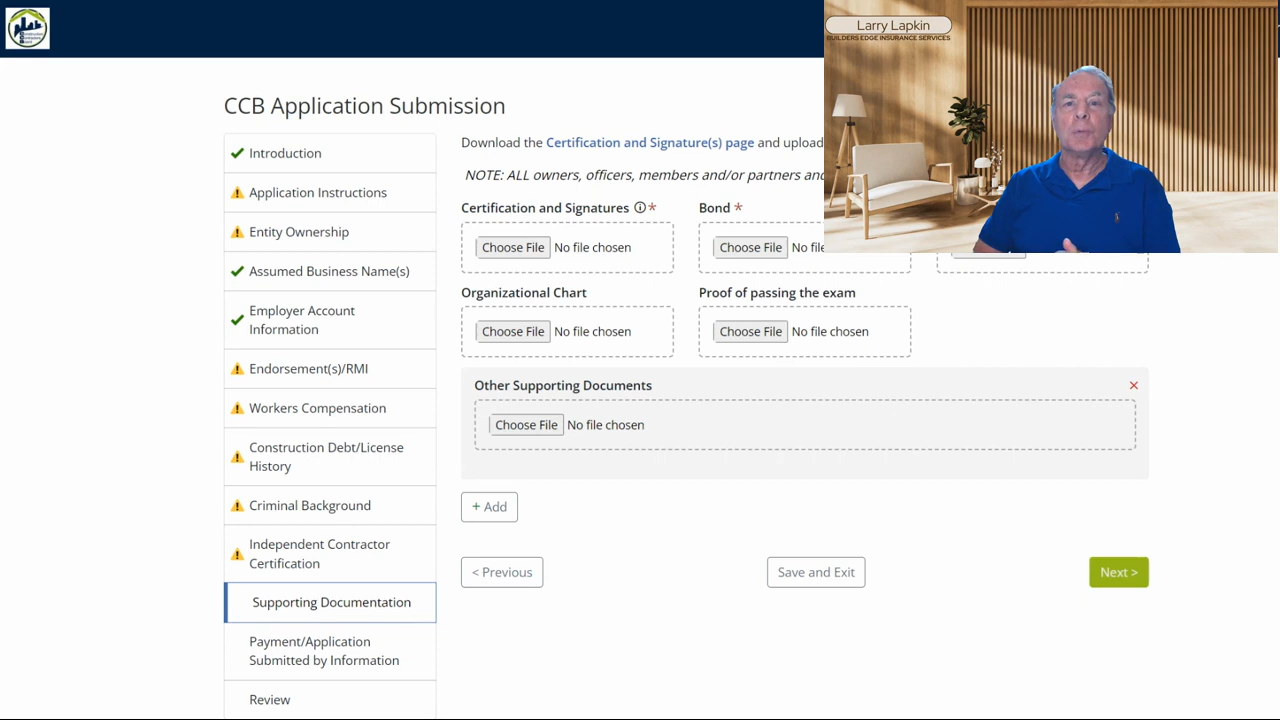 Larry Lapkin
BUILDERS EDGE INSURANCE SERVICES
CCB Application Submission
Introduction
Application Instructions
Entity Ownership
Assumed Business Name(s)
Employer Account
Information
Endorsement(s)/RMI
Workers Compensation
Construction Debt/License
History
Criminal Background
Independent Contractor
Certification
Supporting Documentation
Payment/Application
Submitted by Information
Review
Download the Certification and Signature(s) page and upload
NOTE: ALL owners, officers, members and/or partners and
Certification and Signatures *
Bond *
Choose File No file chosen
Choose File No file
Organizational Chart
Proof of passing the exam
Choose File No file chosen
Choose File No file chosen
Other Supporting Documents
Choose File No file chosen
+ Add
< Previous
Save and Exit
Next >